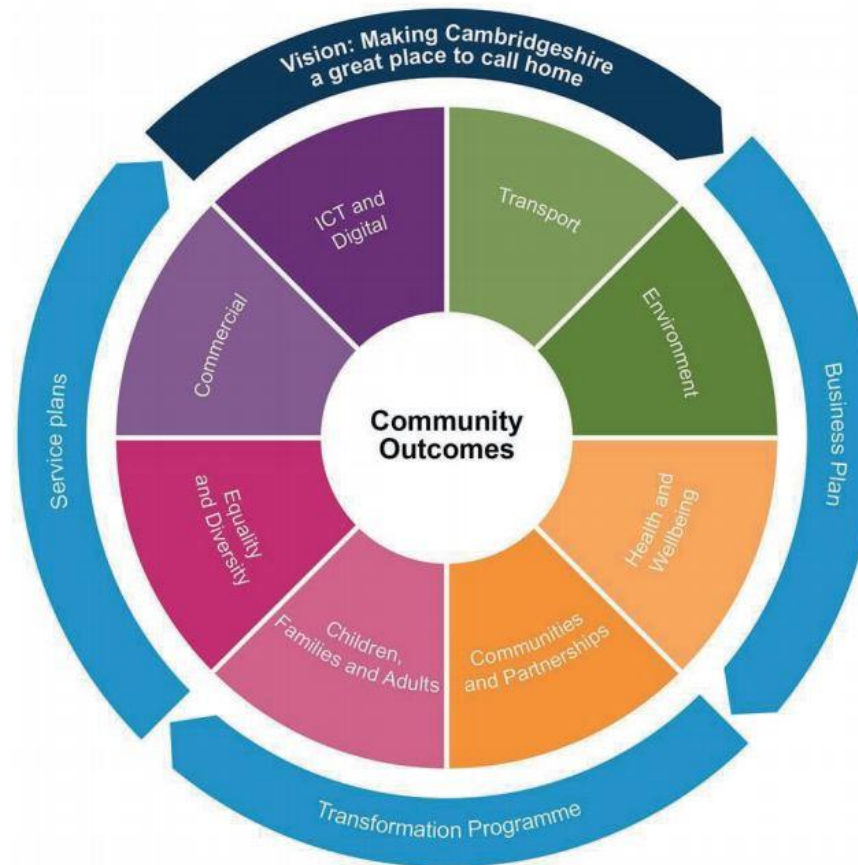 Vision: Making Cambridgeshire
a great place to call home
ICT and
Digital
Transport
Commercial
Environment
Community
Outcomes
Service plans
Business Plan
Equality
and Diversity
Health and
Wellbeing
Children,
Families and Adults
Communities
and Partnerships
Transformation Programme